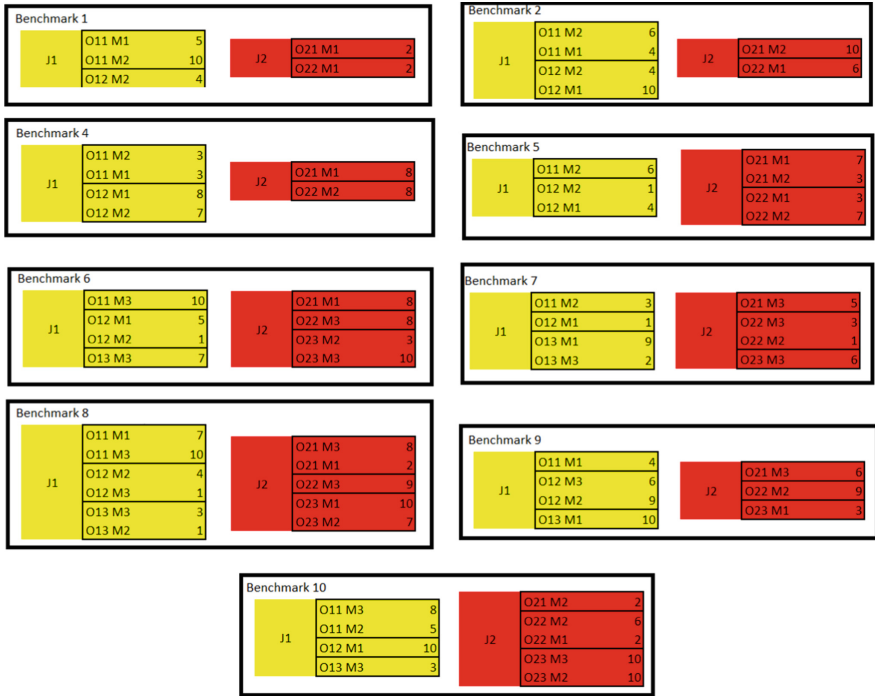 Benchmark 1
J1
O11 M1 5
O11 M2 10
O12 M2 4
J2
O21 M1 2
O22 M1 2
Benchmark 2
J1
O11 M2 6
O11 M1 4
O12 M2 4
O12 M1 10
J2
O21 M2 10
O22 M1 6
Benchmark 4
J1
O11 M2 3
O11 M1 3
O12 M1 8
O12 M2 7
J2
O21 M1 8
O22 M2 8
Benchmark 5
J1
O11 M2 6
O12 M2 1
O12 M1 4
J2
O21 M1 7
O21 M2 3
O22 M1 3
O22 M2 7
Benchmark 6
J1
O11 M3 10
O12 M1 5
O12 M2 1
O13 M3 7
J2
O21 M1 8
O22 M3 8
O23 M2 3
O23 M3 10
Benchmark 7
J1
O11 M2 3
O12 M1 1
O13 M1 9
O13 M3 2
J2
O21 M3 5
O22 M3 3
O22 M2 1
O23 M3 6
Benchmark 8
J1
O11 M1 7
O11 M3 10
O12 M2 4
O12 M3 1
O13 M3 3
O13 M2 1
J2
O21 M3 8
O21 M1 2
O22 M3 9
O23 M1 10
O23 M2 7
Benchmark 9
J1
O11 M1 4
O12 M3 6
O12 M2 9
O13 M1 10
J2
O21 M3 6
O22 M2 9
O23 M1 3
Benchmark 10
J1
O11 M3 8
O11 M2 5
O12 M1 10
O13 M3 3
J2
O21 M2 2
O22 M2 6
O22 M1 2
O23 M3 10
O23 M2 10